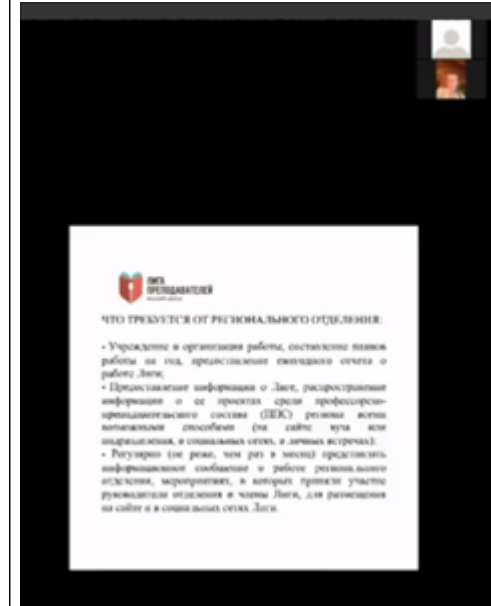 ЛИГА
ПРЕПОДАВАТЕЛЕЙ
ВЫСШЕЙ ШКОЛЫ
ЧТО ТРЕБУЕТСЯ ОТ РЕГИОНАЛЬНОГО ОТДЕЛЕНИЯ:
- Учреждение и организация работы, составление планов
работы на год, предоставление ежегодного отчета о
работе Лиги;
- Предоставление информации о Лиге, распространение
информации о ее проектах среди профессорско-
преподавательского состава (ППС) региона всеми
возможными способами (на сайте вуза или
подразделения, в социальных сетях, в личных встречах);
- Регулярно (не реже, чем раз в месяц) представлять
информационное сообщение о работе регионального
отделения, мероприятиях, в которых приняли участие
руководители отделения и члены Лиги, для размещения
на сайте и в социальных сетях Лиги.